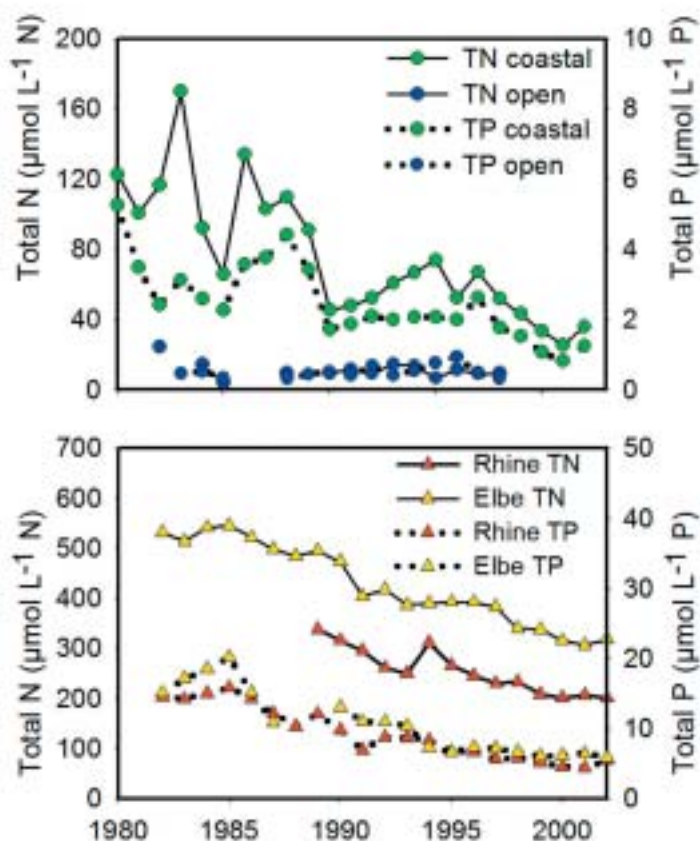 200
160
120
80
40
0
Total N (µmol L⁻¹ N)
10
8
6
4
2
0
Total P (µmol L⁻¹ P)
TN coastal
TN open
TP coastal
TP open
700
600
500
400
300
200
100
0
Total N (µmol L⁻¹ N)
50
40
30
20
10
0
Total P (µmol L⁻¹ P)
Rhine TN
Elbe TN
Rhine TP
Elbe TP
1980 1985 1990 1995 2000